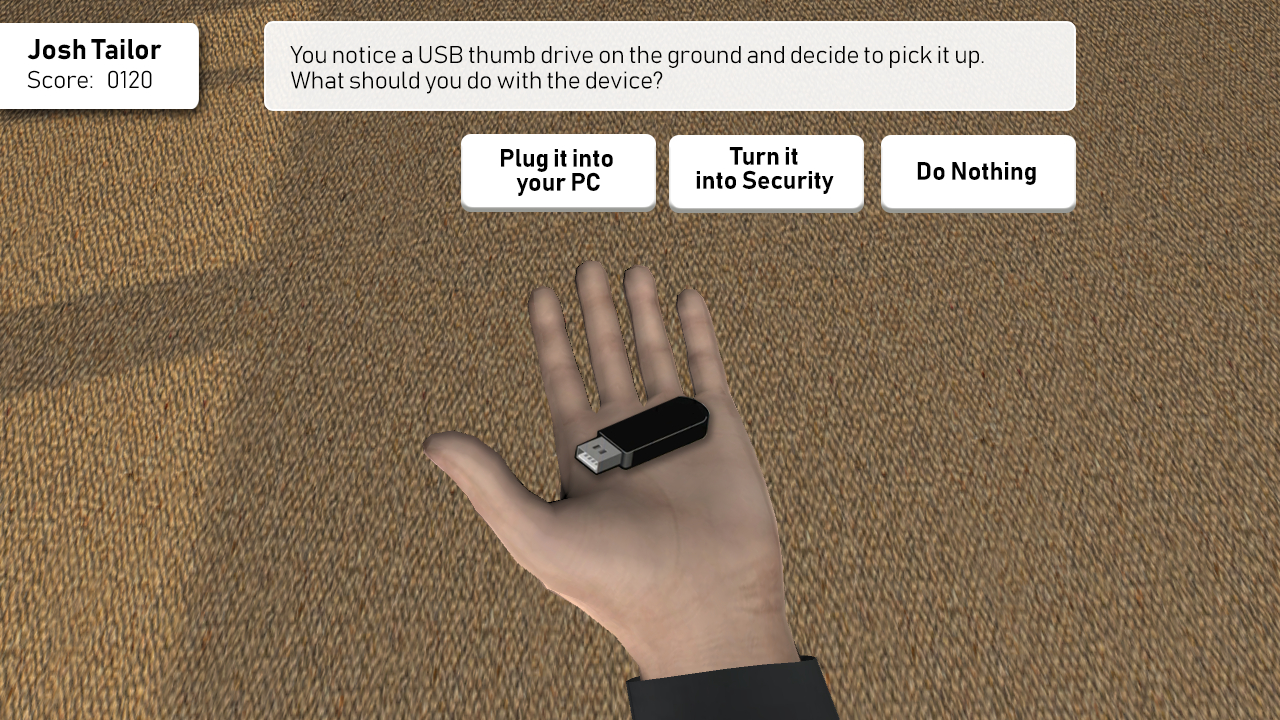 Josh Tailor
Score: 0120
You notice a USB thumb drive on the ground and decide to pick it up.
What should you do with the device?
Plug it into
your PC
Turn it
into Security
Do Nothing